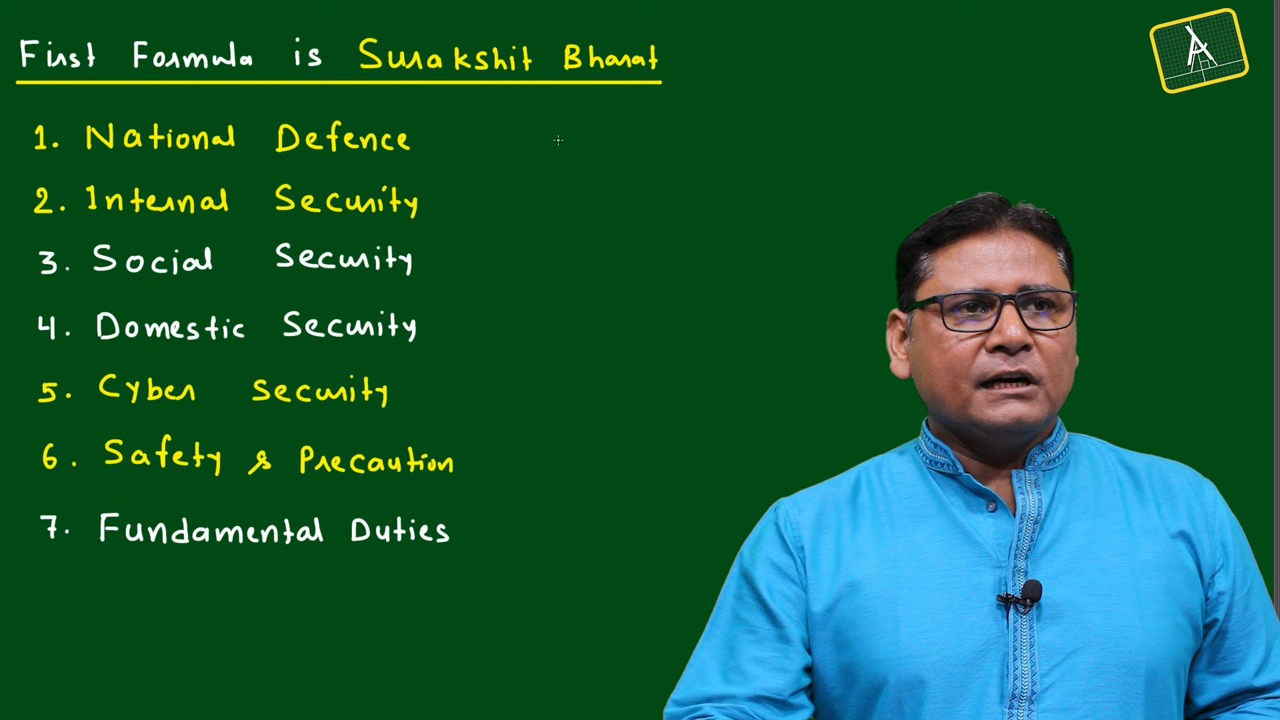 First Formula is Surakshit Bharat
1. National Defence
2. Internal Security
3. Social Security
4. Domestic Security
5. Cyber Security
6. Safety & Precaution
7. Fundamental Duties